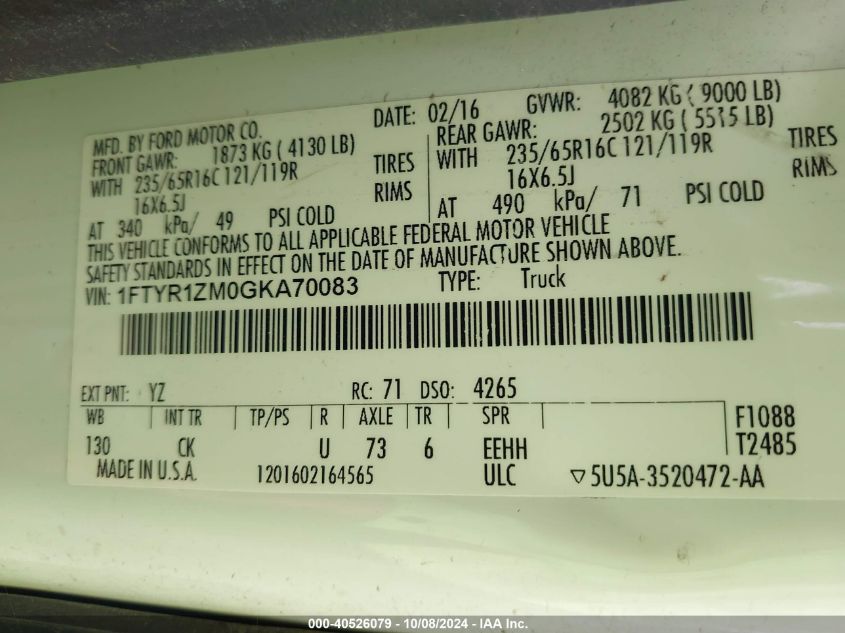 DATE: 02/16 GVWR: 4082 KG ( 9000 LB)
MFD. BY FORD MOTOR CO.
FRONT GAWR: 1873 KG ( 4130 LB)
WITH 235/65R16C 121/119R TIRES
16X6.5J RIMS
AT 340 kPa/ 49 PSI COLD
REAR GAWR: 2502 KG ( 5515 LB)
WITH 235/65R16C 121/119R TIRES
16X6.5J RIMS
AT 490 kPa/ 71 PSI COLD
THIS VEHICLE CONFORMS TO ALL APPLICABLE FEDERAL MOTOR VEHICLE
SAFETY STANDARDS IN EFFECT ON THE DATE OF MANUFACTURE SHOWN ABOVE.
VIN: 1FTYR1ZM0GKA70083 TYPE: Truck
EXT PNT: YZ RC: 71 DSO: 4265
WB INT TR TP/PS R AXLE TR SPR F1088
130 CK U 73 6 EEHH T2485
MADE IN U.S.A. 1201602164565 ULC ▽5U5A-3520472-AA
000-40526079 - 10/08/2024 - IAA Inc.